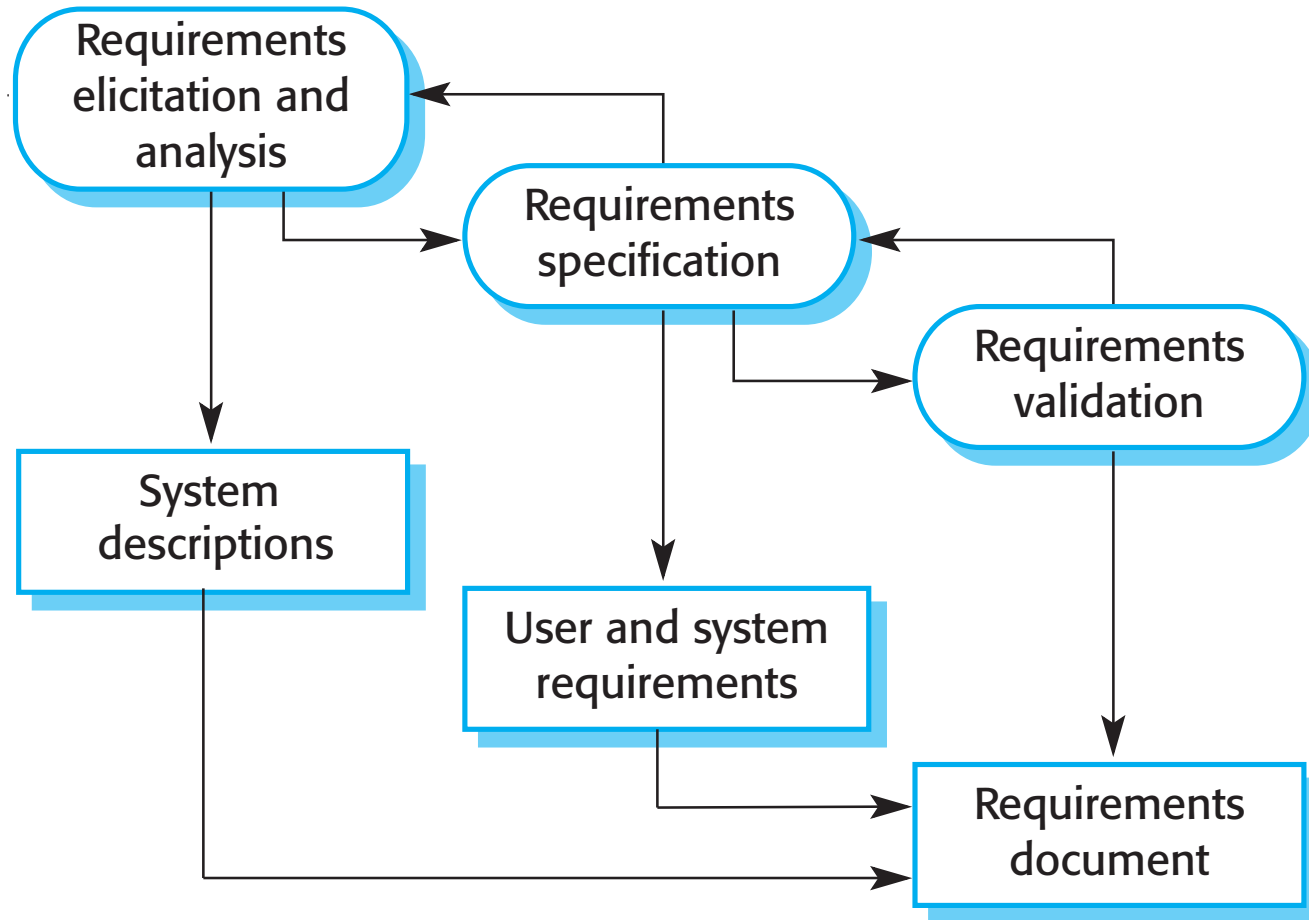 Requirements
elicitation and
analysis
Requirements
specification
Requirements
validation
System
descriptions
User and system
requirements
Requirements
document